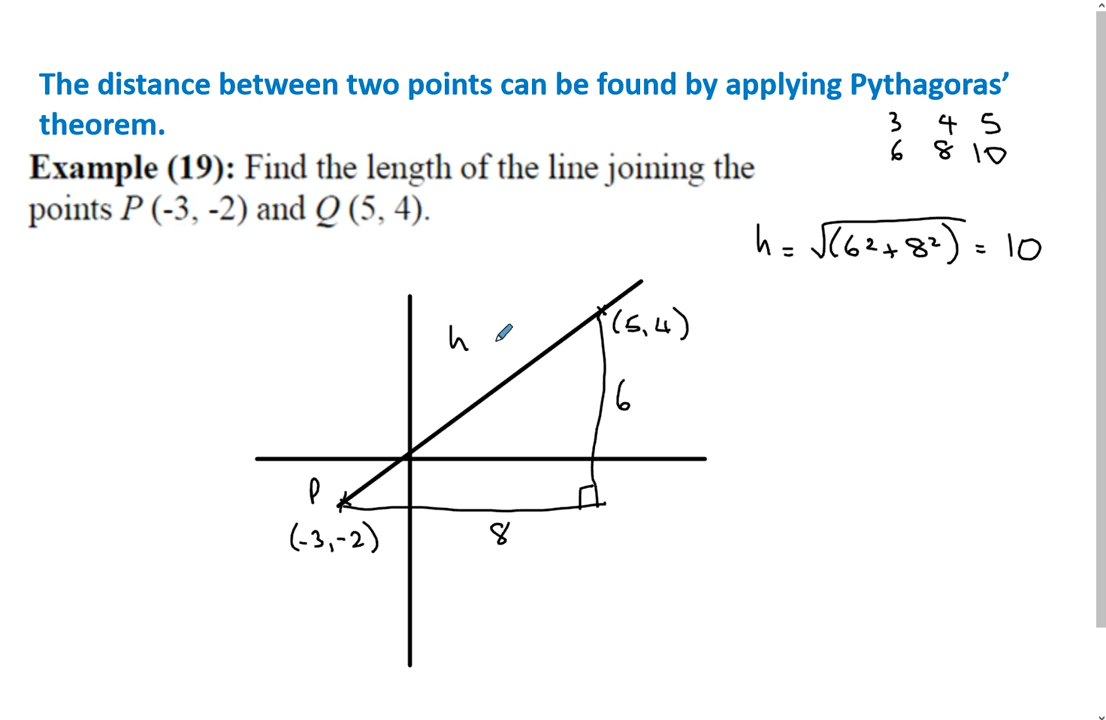 The distance between two points can be found by applying Pythagoras’
theorem.
3 4 5
6 8 10
Example (19): Find the length of the line joining the
points P (-3, -2) and Q (5, 4).
h = √(6²+8²) = 10
h
(5,4)
6
P
(-3,-2)
8